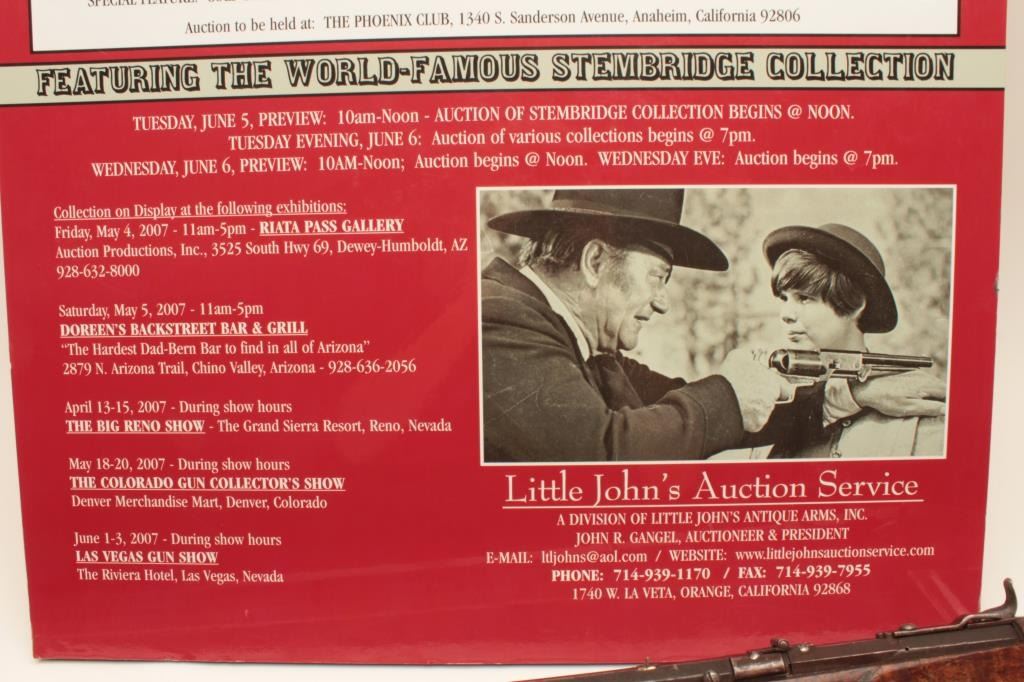 SPECIAL FEATURE:
Auction to be held at: THE PHOENIX CLUB, 1340 S. Sanderson Avenue, Anaheim, California 92806
FEATURING THE WORLD-FAMOUS STEMBRIDGE COLLECTION
TUESDAY, JUNE 5, PREVIEW: 10am-Noon - AUCTION OF STEMBRIDGE COLLECTION BEGINS @ NOON.
TUESDAY EVENING, JUNE 6: Auction of various collections begins @ 7pm.
WEDNESDAY, JUNE 6, PREVIEW: 10AM-Noon; Auction begins @ Noon. WEDNESDAY EVE: Auction begins @ 7pm.
Collection on Display at the following exhibitions:
Friday, May 4, 2007 - 11am-5pm - RIATA PASS GALLERY
Auction Productions, Inc., 3525 South Hwy 69, Dewey-Humboldt, AZ
928-632-8000
Saturday, May 5, 2007 - 11am-5pm
DOREEN'S BACKSTREET BAR & GRILL
"The Hardest Dad-Bern Bar to find in all of Arizona"
2879 N. Arizona Trail, Chino Valley, Arizona - 928-636-2056
April 13-15, 2007 - During show hours
THE BIG RENO SHOW - The Grand Sierra Resort, Reno, Nevada
May 18-20, 2007 - During show hours
THE COLORADO GUN COLLECTOR'S SHOW
Denver Merchandise Mart, Denver, Colorado
June 1-3, 2007 - During show hours
LAS VEGAS GUN SHOW
The Riviera Hotel, Las Vegas, Nevada
Little John's Auction Service
A DIVISION OF LITTLE JOHN'S ANTIQUE ARMS, INC.
JOHN R. GANGEL, AUCTIONEER & PRESIDENT
E-MAIL: ltljohns@aol.com / WEBSITE: www.littlejohnsauctionservice.com
PHONE: 714-939-1170 / FAX: 714-939-7955
1740 W. LA VETA, ORANGE, CALIFORNIA 92868